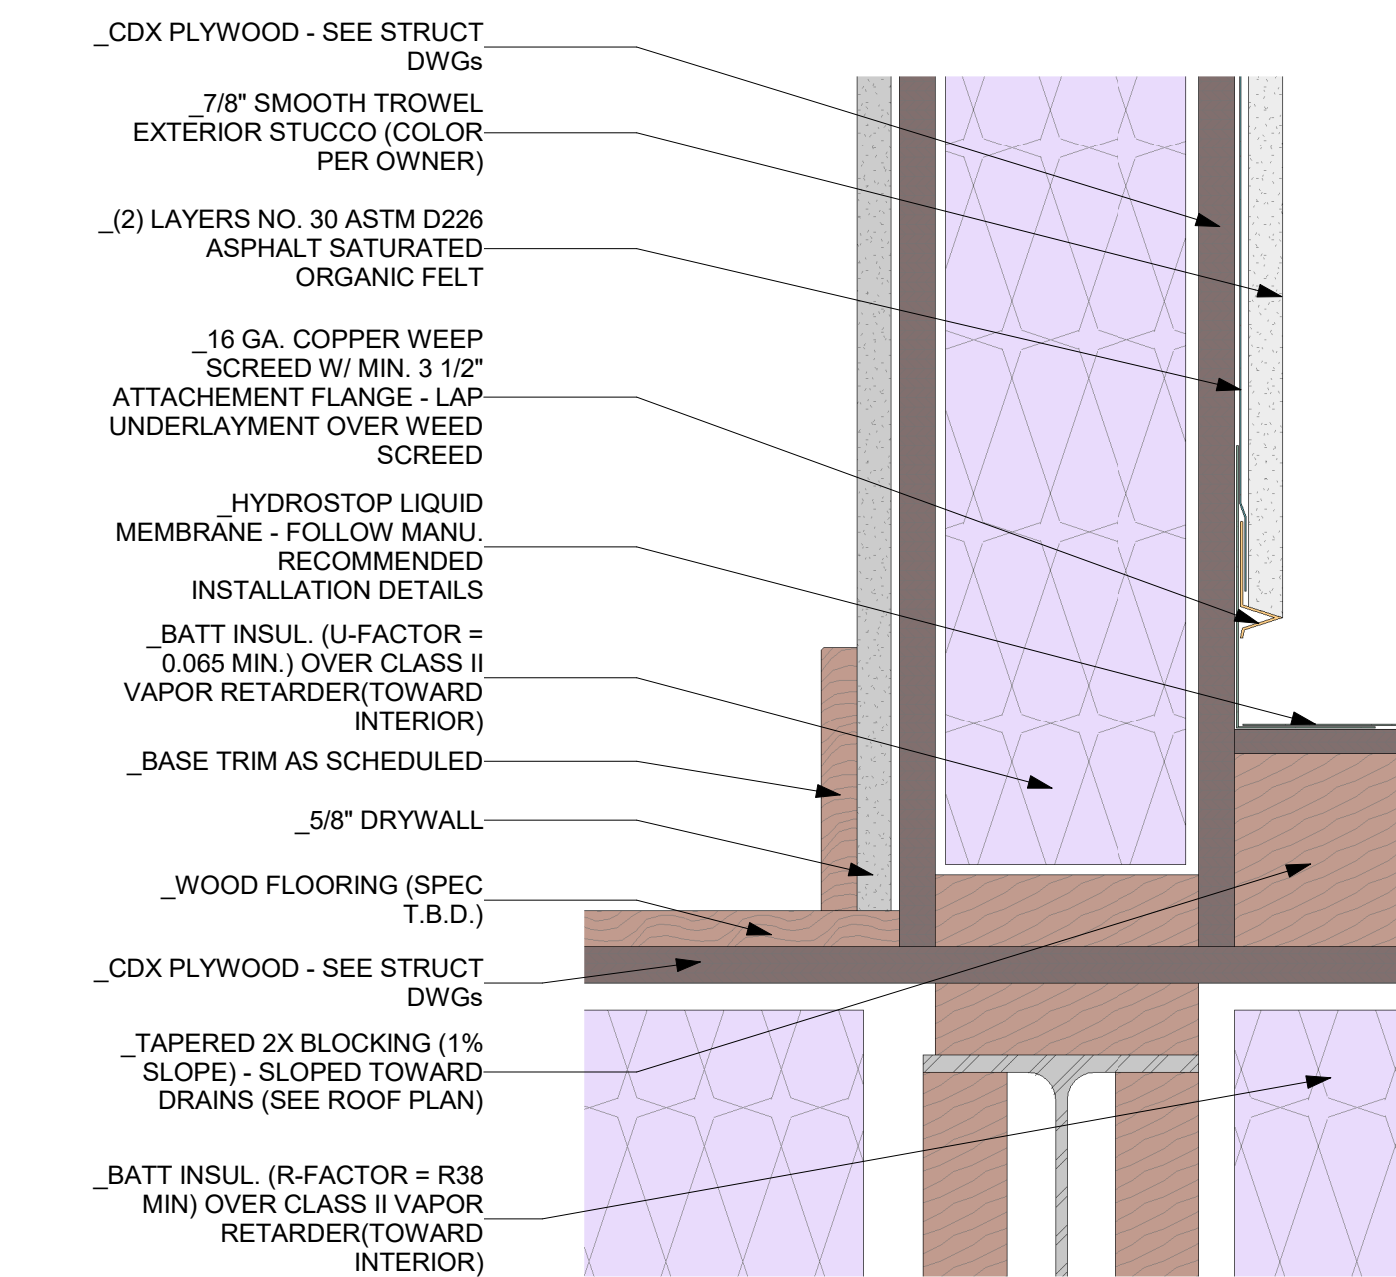 _CDX PLYWOOD - SEE STRUCT
DWGs
_7/8" SMOOTH TROWEL
EXTERIOR STUCCO (COLOR
PER OWNER)
_(2) LAYERS NO. 30 ASTM D226
ASPHALT SATURATED
ORGANIC FELT
_16 GA. COPPER WEEP
SCREED W/ MIN. 3 1/2"
ATTACHEMENT FLANGE - LAP
UNDERLAYMENT OVER WEED
SCREED
_HYDROSTOP LIQUID
MEMBRANE - FOLLOW MANU.
RECOMMENDED
INSTALLATION DETAILS
_BATT INSUL. (U-FACTOR =
0.065 MIN.) OVER CLASS II
VAPOR RETARDER(TOWARD
INTERIOR)
_BASE TRIM AS SCHEDULED
_5/8" DRYWALL
_WOOD FLOORING (SPEC
T.B.D.)
_CDX PLYWOOD - SEE STRUCT
DWGs
_TAPERED 2X BLOCKING (1%
SLOPE) - SLOPED TOWARD
DRAINS (SEE ROOF PLAN)
_BATT INSUL. (R-FACTOR = R38
MIN) OVER CLASS II VAPOR
RETARDER(TOWARD
INTERIOR)